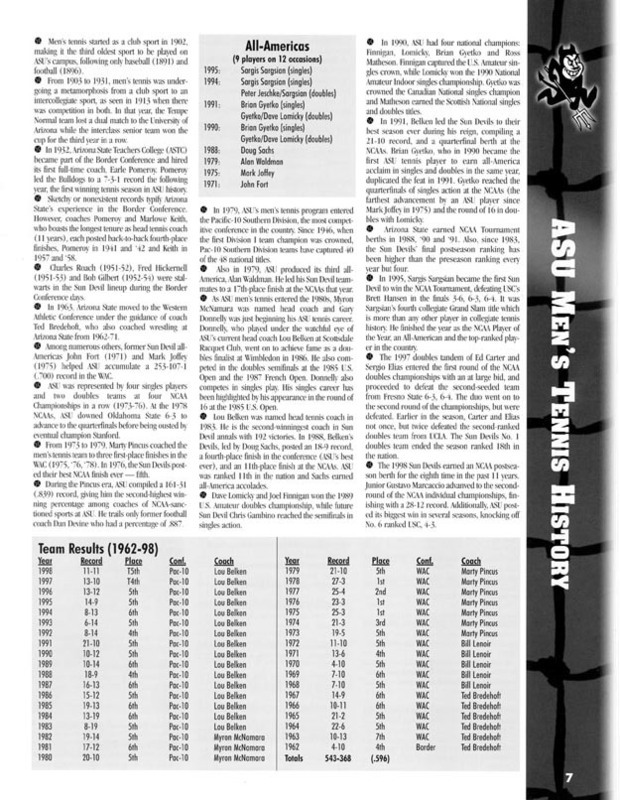 Men's tennis started as a club sport in 1902,
making it the third oldest sport to be played on
ASU's campus, following only baseball (1891) and
football (1896).
From 1903 to 1931, men's tennis was under-
going a metamorphosis from a club sport to an
intercollegiate sport, as seen in 1913 when there
was competition in both. In that year, the Tempe
Normal team lost a dual match to the University of
Arizona while the interclass senior team won the
cup for the third year in a row.
In 1932, Arizona State Teachers College (ASTC)
became part of the Border Conference and hired
its first full-time coach, Earle Pomeroy. Pomeroy
led the Bulldogs to a 7-3-1 record the following
year, the first winning season in ASU history.
Sketchy or nonexistent records typify Arizona
State's experience in the Border Conference.
However, coaches Pomeroy and Marlowe Keith,
who boasts the longest tenure as head tennis coach
(11 years), each posted back-to-back fourth-place
finishes, Pomeroy in 1941 and '42 and Keith in
1957 and '58.
Charles Roach (1951-52), Fred Hickernell
(1951-53) and Bob Gilbert (1952-54) were stal-
warts in the Sun Devil lineup during the Border
Conference days.
In 1963, Arizona State moved to the Western
Athletic Conference under the guidance of coach
Ted Bredehoft, who also coached wrestling at
Arizona State from 1962-71.
Among numerous others, former Sun Devil all-
Americas John Fort (1971) and Mark Joffey
(1975) helped ASU accumulate a 253-107-1
(.700) record in the WAC.
ASU was represented by four singles players
and two doubles teams at four NCAA
Championships in a row (1973-76). At the 1978
NCAAs, ASU downed Oklahoma State 6-3 to
advance to the quarterfinals before being ousted by
eventual champion Stanford.
From 1973 to 1979, Marty Pincus coached the
men's tennis team to three first-place finishes in the
WAC (1975, '76, '78). In 1976, the Sun Devils post-
ed their best NCAA finish ever — fifth.
During the Pincus era, ASU compiled a 161-31
(.839) record, giving him the second-highest win-
ning percentage among coaches of NCAA-sanc-
tioned sports at ASU. He trails only former football
coach Dan Devine who had a percentage of .887.
All-Americas
(9 players on 12 occasions)
1995: Sargis Sargsian (singles)
1994: Sargis Sargsian (singles)
Peter Jeschke/Sargsian (doubles)
1991: Brian Gyetko (singles)
Gyetko/Dave Lomicky (doubles)
1990: Brian Gyetko (singles)
Gyetko/Dave Lomicky (doubles)
1988: Doug Sachs
1979: Alan Waldman
1975: Mark Joffey
1971: John Fort
In 1979, ASU's men's tennis program entered
the Pacific-10 Southern Division, the most compet-
itive conference in the country. Since 1946, when
the first Division I team champion was crowned,
Pac-10 Southern Division teams have captured 40
of the 48 national titles.
Also in 1979, ASU produced its third all-
America, Alan Waldman. He led his Sun Devil team-
mates to a 17th-place finish in the NCAAs that year.
As ASU men's tennis entered the 1980s, Myron
McNamara was named head coach and Gary
Donnelly was just beginning his ASU tennis career.
Donnelly, who played under the watchful eye of
ASU's current head coach Lou Belken at Scottsdale
Racquet Club, went on to achieve fame as a dou-
bles finalist at Wimbledon in 1986. He also com-
peted in the doubles semifinals at the 1985 U.S.
Open and the 1987 French Open. Donnelly also
competes in singles play. His singles career has
been highlighted by his appearance in the round of
16 at the 1985 U.S. Open.
Lou Belken was named head tennis coach in
1983. He is the second-winningest coach in Sun
Devil annals with 192 victories. In 1988, Belken's
Devils, led by Doug Sachs, posted an 18-9 record,
a fourth-place finish in the conference (ASU's best
ever), and an 11th-place finish at the NCAAs. ASU
was ranked 11th in the nation and Sachs earned
all-America accolades.
Dave Lomicky and Joel Finnigan won the 1989
U.S. Amateur doubles championship, while future
Sun Devil Chris Gambino reached the semifinals in
singles action.
In 1990, ASU had four national champions:
Finnigan, Lomicky, Brian Gyetko and Ross
Matheson. Finnigan captured the U.S. Amateur sin-
gles crown, while Lomicky won the 1990 National
Amateur Indoor singles championship. Gyetko was
crowned the Canadian National singles champion
and Matheson earned the Scottish National singles
and doubles titles.
In 1991, Belken led the Sun Devils to their
best season ever during his reign, compiling a
21-10 record, and a quarterfinal berth at the
NCAAs. Brian Gyetko, who in 1990 became the
first ASU tennis player to earn all-America
acclaim in singles and doubles in the same year,
duplicated the feat in 1991. Gyetko reached the
quarterfinals of singles action at the NCAAs (the
farthest advancement by an ASU player since
Mark Joffey in 1975) and the round of 16 in dou-
bles with Lomicky.
Arizona State earned NCAA Tournament
berths in 1988, '90 and '91. Also, since 1983,
the Sun Devils' final postseason ranking has
been higher than the preseason ranking every
year but four.
In 1995, Sargis Sargsian became the first Sun
Devil to win the NCAA Tournament, defeating USC's
Brett Hansen in the finals 3-6, 6-3, 6-4. It was
Sargsian's fourth collegiate Grand Slam title which
is more than any other player in collegiate tennis
history. He finished the year as the NCAA Player of
the Year, an All-American and the top-ranked play-
er in the country.
The 1997 doubles tandem of Ed Carter and
Sergio Elias entered the first round of the NCAA
doubles championships with an at large bid, and
proceeded to defeat the second-seeded team
from Fresno State 6-3, 6-4. The duo went on to
the second round of the championships, but were
defeated. Earlier in the season, Carter and Elias
not once, but twice defeated the second-ranked
doubles team from UCLA. The Sun Devils No. 1
doubles team ended the season ranked 18th in
the nation.
The 1998 Sun Devils earned an NCAA postsea-
son berth for the eighth time in the past 11 years.
Junior Gustavo Marcaccio advanced to the second-
round of the NCAA individual championships, fin-
ishing with a 28-12 record. Additionally, ASU post-
ed its biggest win in several seasons, knocking off
No. 6 ranked USC, 4-3.
Team Results (1962-98)
Year Record Place Conf. Coach
1998 11-11 T5th Pac-10 Lou Belken
1997 13-10 T4th Pac-10 Lou Belken
1996 13-12 5th Pac-10 Lou Belken
1995 14-9 5th Pac-10 Lou Belken
1994 8-13 6th Pac-10 Lou Belken
1993 6-14 5th Pac-10 Lou Belken
1992 8-14 4th Pac-10 Lou Belken
1991 21-10 5th Pac-10 Lou Belken
1990 10-12 5th Pac-10 Lou Belken
1989 10-14 6th Pac-10 Lou Belken
1988 18-9 4th Pac-10 Lou Belken
1987 16-13 6th Pac-10 Lou Belken
1986 15-12 5th Pac-10 Lou Belken
1985 19-13 6th Pac-10 Lou Belken
1984 13-19 6th Pac-10 Lou Belken
1983 8-19 5th Pac-10 Lou Belken
1982 19-14 5th Pac-10 Myron McNamara
1981 17-12 6th Pac-10 Myron McNamara
1980 20-10 5th Pac-10 Myron McNamara
Year Record Place Conf. Coach
1979 21-10 5th WAC Marty Pincus
1978 27-3 1st WAC Marty Pincus
1977 25-4 2nd WAC Marty Pincus
1976 23-3 1st WAC Marty Pincus
1975 25-3 1st WAC Marty Pincus
1974 21-3 3rd WAC Marty Pincus
1973 19-5 5th WAC Marty Pincus
1972 11-10 5th WAC Bill Lenoir
1971 13-6 4th WAC Bill Lenoir
1970 4-10 5th WAC Bill Lenoir
1969 7-10 6th WAC Bill Lenoir
1968 7-10 5th WAC Bill Lenoir
1967 14-9 6th WAC Ted Bredehoft
1966 10-11 6th WAC Ted Bredehoft
1965 21-2 5th WAC Ted Bredehoft
1964 22-6 5th WAC Ted Bredehoft
1963 10-13 7th WAC Ted Bredehoft
1962 4-10 4th Border Ted Bredehoft
Totals 543-368 (.596)
ASU MEN'S TENNIS HISTORY
7